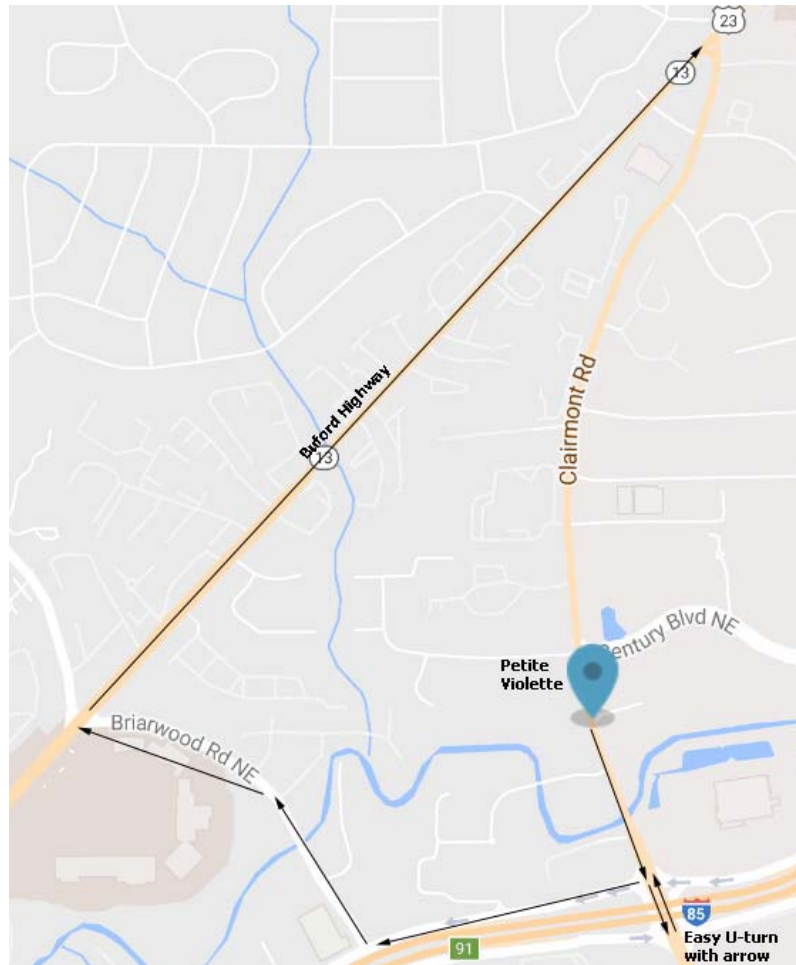 23
13
Buford Highway
13
Clairmont Rd
Century Blvd NE
Petite
Violette
Briarwood Rd NE
85
91
Easy U-turn
with arrow